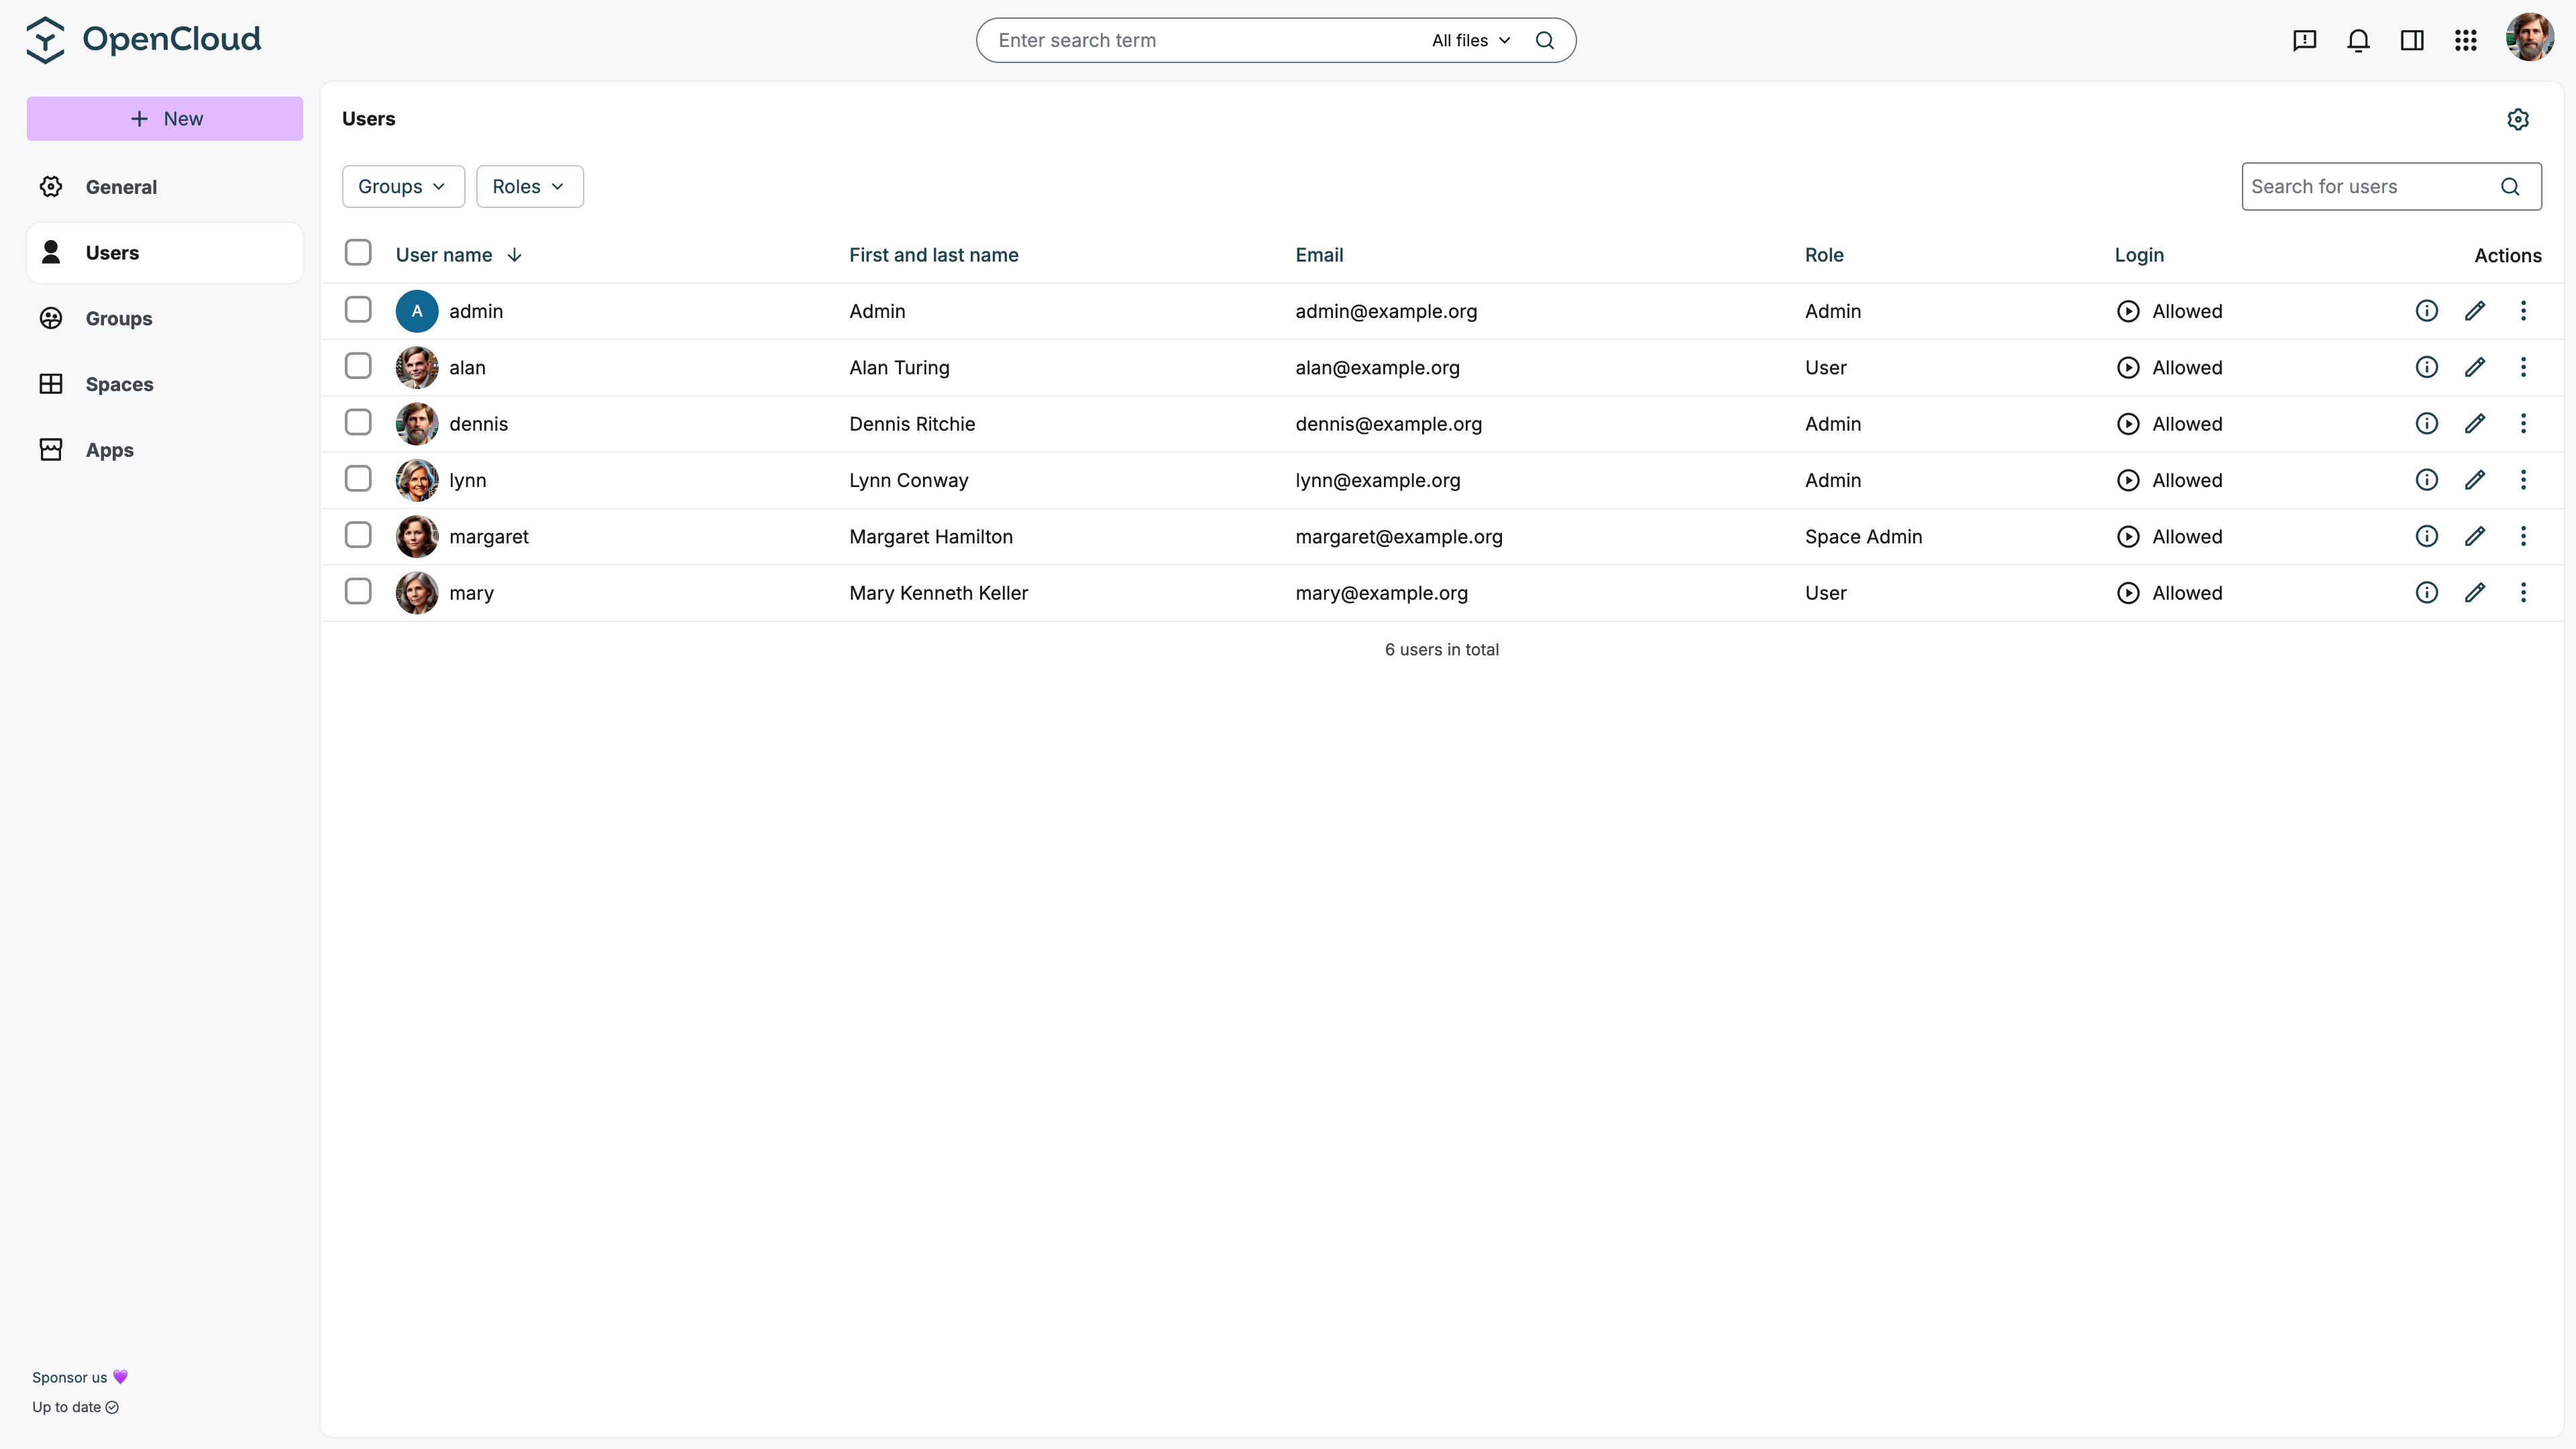 OpenCloud
Enter search term All files
New
General
Users
Groups
Spaces
Apps
Users
Groups Roles
Search for users
User name First and last name Email Role Login Actions
A admin Admin admin@example.org Admin Allowed
alan Alan Turing alan@example.org User Allowed
dennis Dennis Ritchie dennis@example.org Admin Allowed
lynn Lynn Conway lynn@example.org Admin Allowed
margaret Margaret Hamilton margaret@example.org Space Admin Allowed
mary Mary Kenneth Keller mary@example.org User Allowed
6 users in total
Sponsor us 💜
Up to date